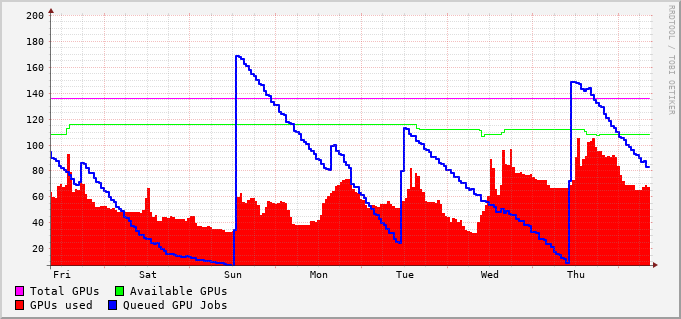 200
180
160
140
120
100
80
60
40
20
Fri Sat Sun Mon Tue Wed Thu
Total GPUs Available GPUs
GPUs used Queued GPU Jobs
RRDTOOL / TOBI OETIKER